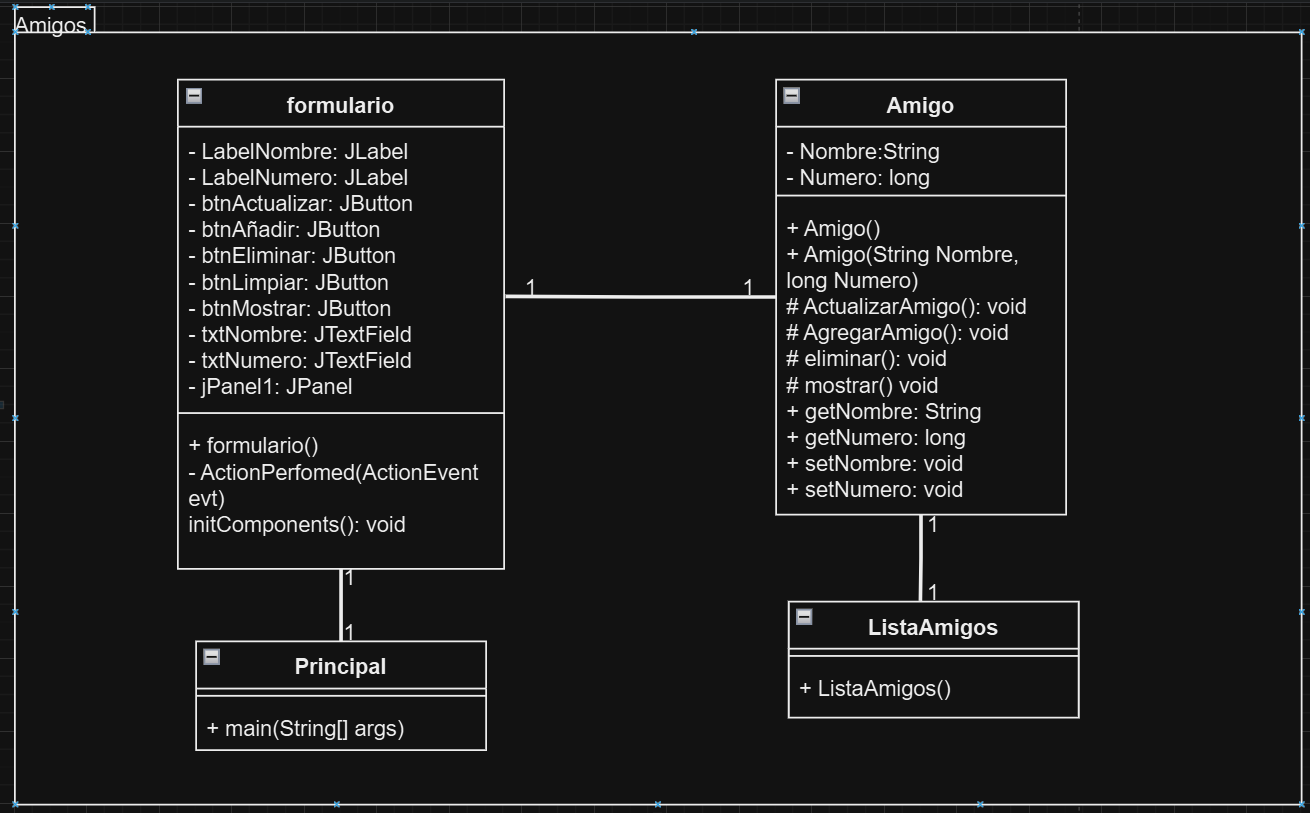 Amigos
formulario
- LabelNombre: JLabel
- LabelNumero: JLabel
- btnActualizar: JButton
- btnAñadir: JButton
- btnEliminar: JButton
- btnLimpiar: JButton
- btnMostrar: JButton
- txtNombre: JTextField
- txtNumero: JTextField
- jPanel1: JPanel
+ formulario()
- ActionPerfomed(ActionEvent
evt)
initComponents(): void
1
1
Amigo
- Nombre:String
- Numero: long
+ Amigo()
+ Amigo(String Nombre,
long Numero)
# ActualizarAmigo(): void
# AgregarAmigo(): void
# eliminar(): void
# mostrar() void
+ getNombre: String
+ getNumero: long
+ setNombre: void
+ setNumero: void
1
1
Principal
+ main(String[] args)
1
1
ListaAmigos
+ ListaAmigos()